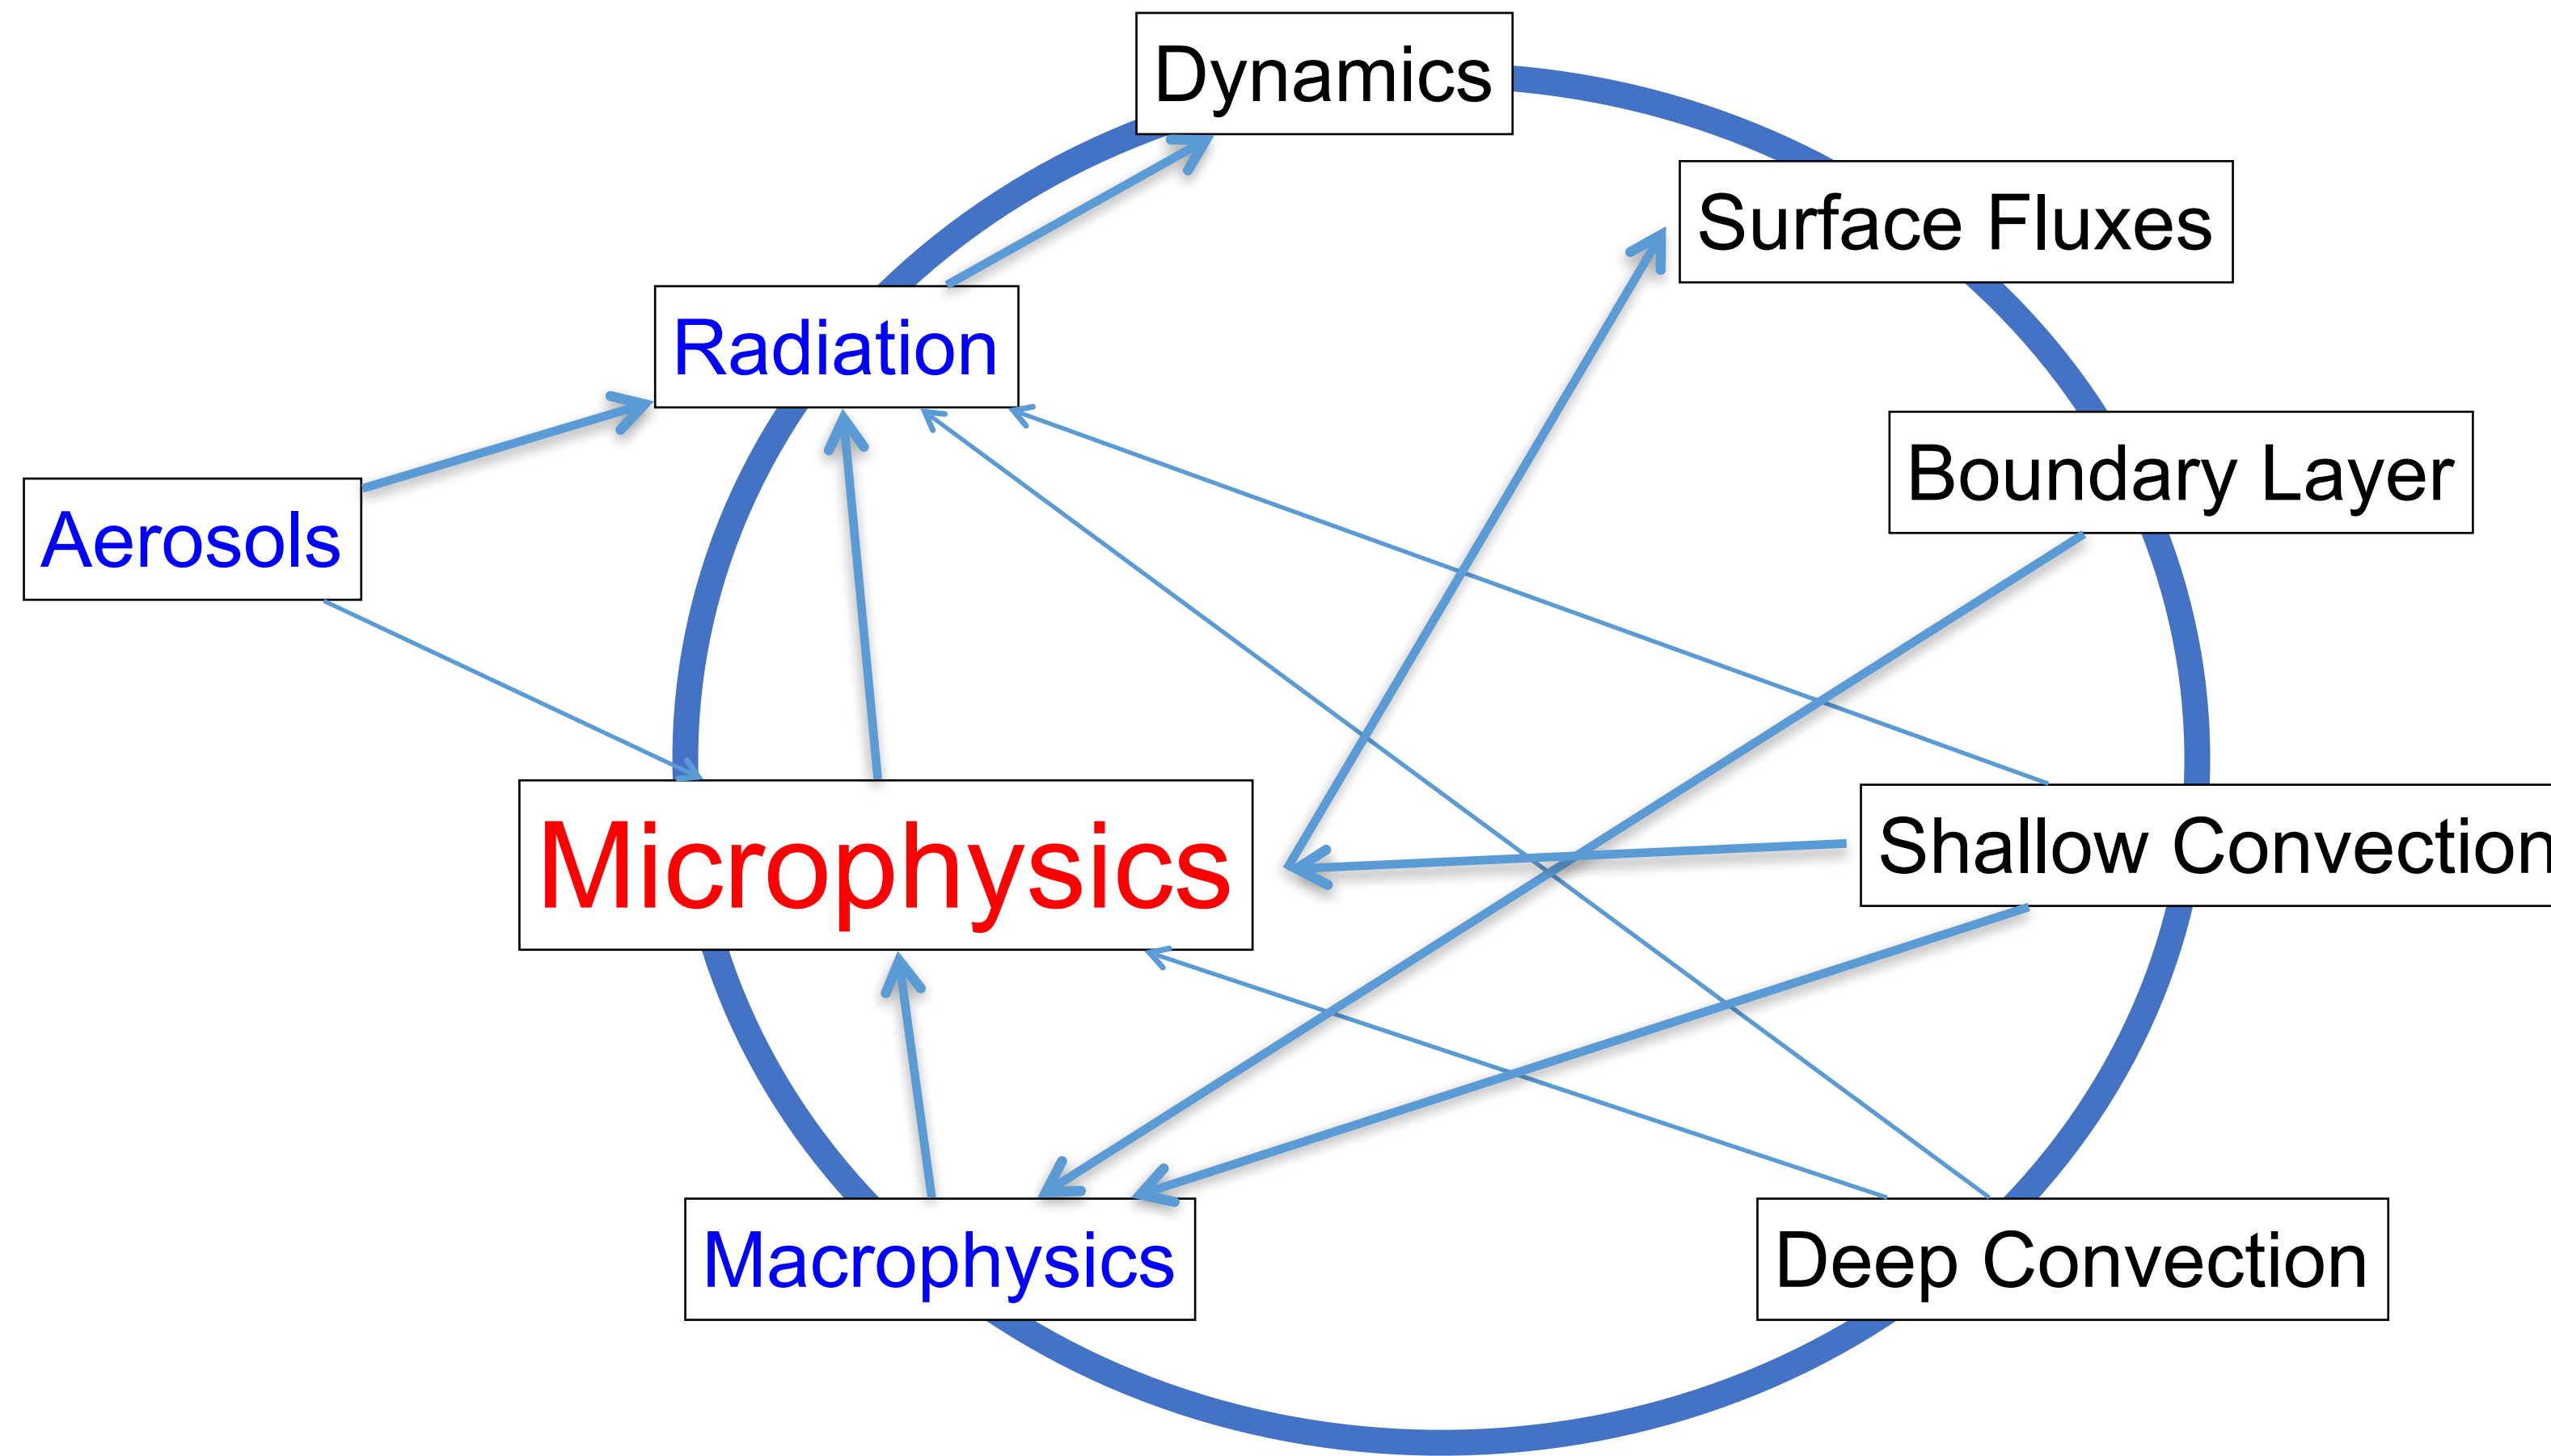 Dynamics
Surface Fluxes
Radiation
Boundary Layer
Aerosols
Microphysics
Shallow Convection
Macrophysics
Deep Convection